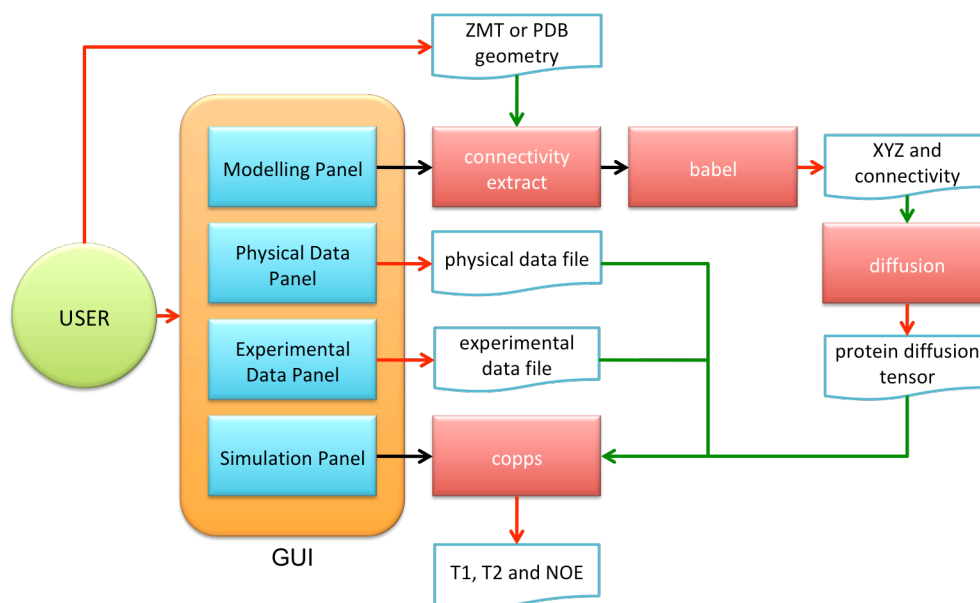 ZMT or PDB
geometry
Modelling Panel
connectivity
extract
babel
XYZ and
connectivity
Physical Data
Panel
physical data file
diffusion
USER
Experimental
Data Panel
experimental
data file
protein diffusion
tensor
Simulation Panel
copps
GUI
T1, T2 and NOE